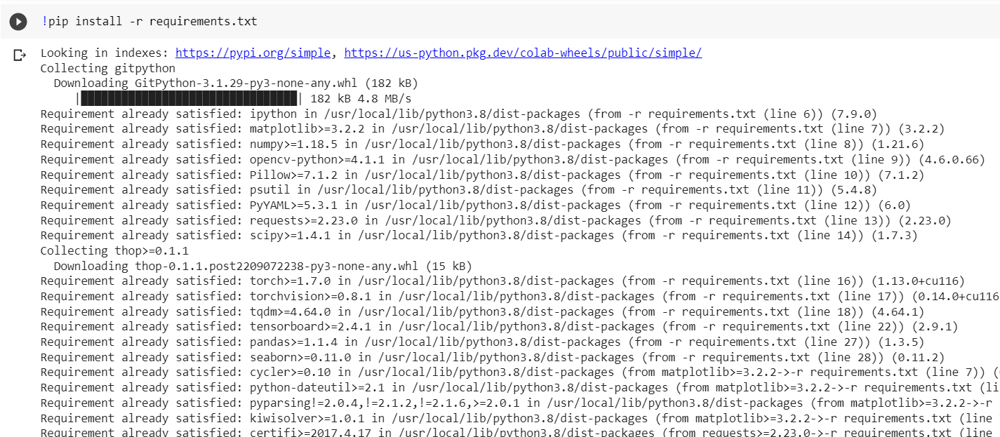 !pip install -r requirements.txt
Looking in indexes: https://pypi.org/simple, https://us-python.pkg.dev/colab-wheels/public/simple/
Collecting gitpython
Downloading GitPython-3.1.29-py3-none-any.whl (182 kB)
|████████████████████████████████| 182 kB 4.8 MB/s
Requirement already satisfied: ipython in /usr/local/lib/python3.8/dist-packages (from -r requirements.txt (line 6)) (7.9.0)
Requirement already satisfied: matplotlib>=3.2.2 in /usr/local/lib/python3.8/dist-packages (from -r requirements.txt (line 7)) (3.2.2)
Requirement already satisfied: numpy>=1.18.5 in /usr/local/lib/python3.8/dist-packages (from -r requirements.txt (line 8)) (1.21.6)
Requirement already satisfied: opencv-python>=4.1.1 in /usr/local/lib/python3.8/dist-packages (from -r requirements.txt (line 9)) (4.6.0.66)
Requirement already satisfied: Pillow>=7.1.2 in /usr/local/lib/python3.8/dist-packages (from -r requirements.txt (line 10)) (7.1.2)
Requirement already satisfied: psutil in /usr/local/lib/python3.8/dist-packages (from -r requirements.txt (line 11)) (5.4.8)
Requirement already satisfied: PyYAML>=5.3.1 in /usr/local/lib/python3.8/dist-packages (from -r requirements.txt (line 12)) (6.0)
Requirement already satisfied: requests>=2.23.0 in /usr/local/lib/python3.8/dist-packages (from -r requirements.txt (line 13)) (2.23.0)
Requirement already satisfied: scipy>=1.4.1 in /usr/local/lib/python3.8/dist-packages (from -r requirements.txt (line 14)) (1.7.3)
Collecting thop>=0.1.1
Downloading thop-0.1.1.post2209072238-py3-none-any.whl (15 kB)
Requirement already satisfied: torch>=1.7.0 in /usr/local/lib/python3.8/dist-packages (from -r requirements.txt (line 16)) (1.13.0+cu116)
Requirement already satisfied: torchvision>=0.8.1 in /usr/local/lib/python3.8/dist-packages (from -r requirements.txt (line 17)) (0.14.0+cu116
Requirement already satisfied: tqdm>=4.64.0 in /usr/local/lib/python3.8/dist-packages (from -r requirements.txt (line 18)) (4.64.1)
Requirement already satisfied: tensorboard>=2.4.1 in /usr/local/lib/python3.8/dist-packages (from -r requirements.txt (line 22)) (2.9.1)
Requirement already satisfied: pandas>=1.1.4 in /usr/local/lib/python3.8/dist-packages (from -r requirements.txt (line 27)) (1.3.5)
Requirement already satisfied: seaborn>=0.11.0 in /usr/local/lib/python3.8/dist-packages (from -r requirements.txt (line 28)) (0.11.2)
Requirement already satisfied: cycler>=0.10 in /usr/local/lib/python3.8/dist-packages (from matplotlib>=3.2.2->-r requirements.txt (line 7)) (
Requirement already satisfied: python-dateutil>=2.1 in /usr/local/lib/python3.8/dist-packages (from matplotlib>=3.2.2->-r requirements.txt (li
Requirement already satisfied: pyparsing!=2.0.4,!=2.1.2,!=2.1.6,>=2.0.1 in /usr/local/lib/python3.8/dist-packages (from matplotlib>=3.2.2->-r
Requirement already satisfied: kiwisolver>=1.0.1 in /usr/local/lib/python3.8/dist-packages (from matplotlib>=3.2.2->-r requirements.txt (line
Requirement already satisfied: certifi>=2017.4.17 in /usr/local/lib/python3.8/dist-packages (from requests>=2.23.0->-r requirements.txt (line